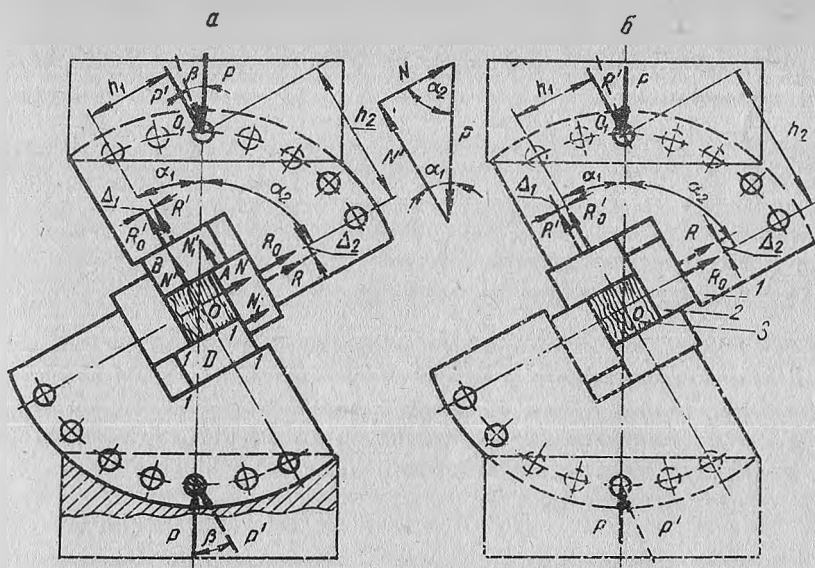 а
б
h₁
P'
β
P
O₁
h₂
α₁
α₂
Δ₁
R'
R₀'
B
N'
N₁'
A
N
R₀
R
Δ₂
N₁
O
1
D
1
1
1
P
β
P'
N
α₂
N'
α₁
P̄
h₁
P'
P
O₁
h₂
α₁
α₂
Δ₁
R'
R₀'
R
R₀
Δ₂
1
O
2
3
P
P'